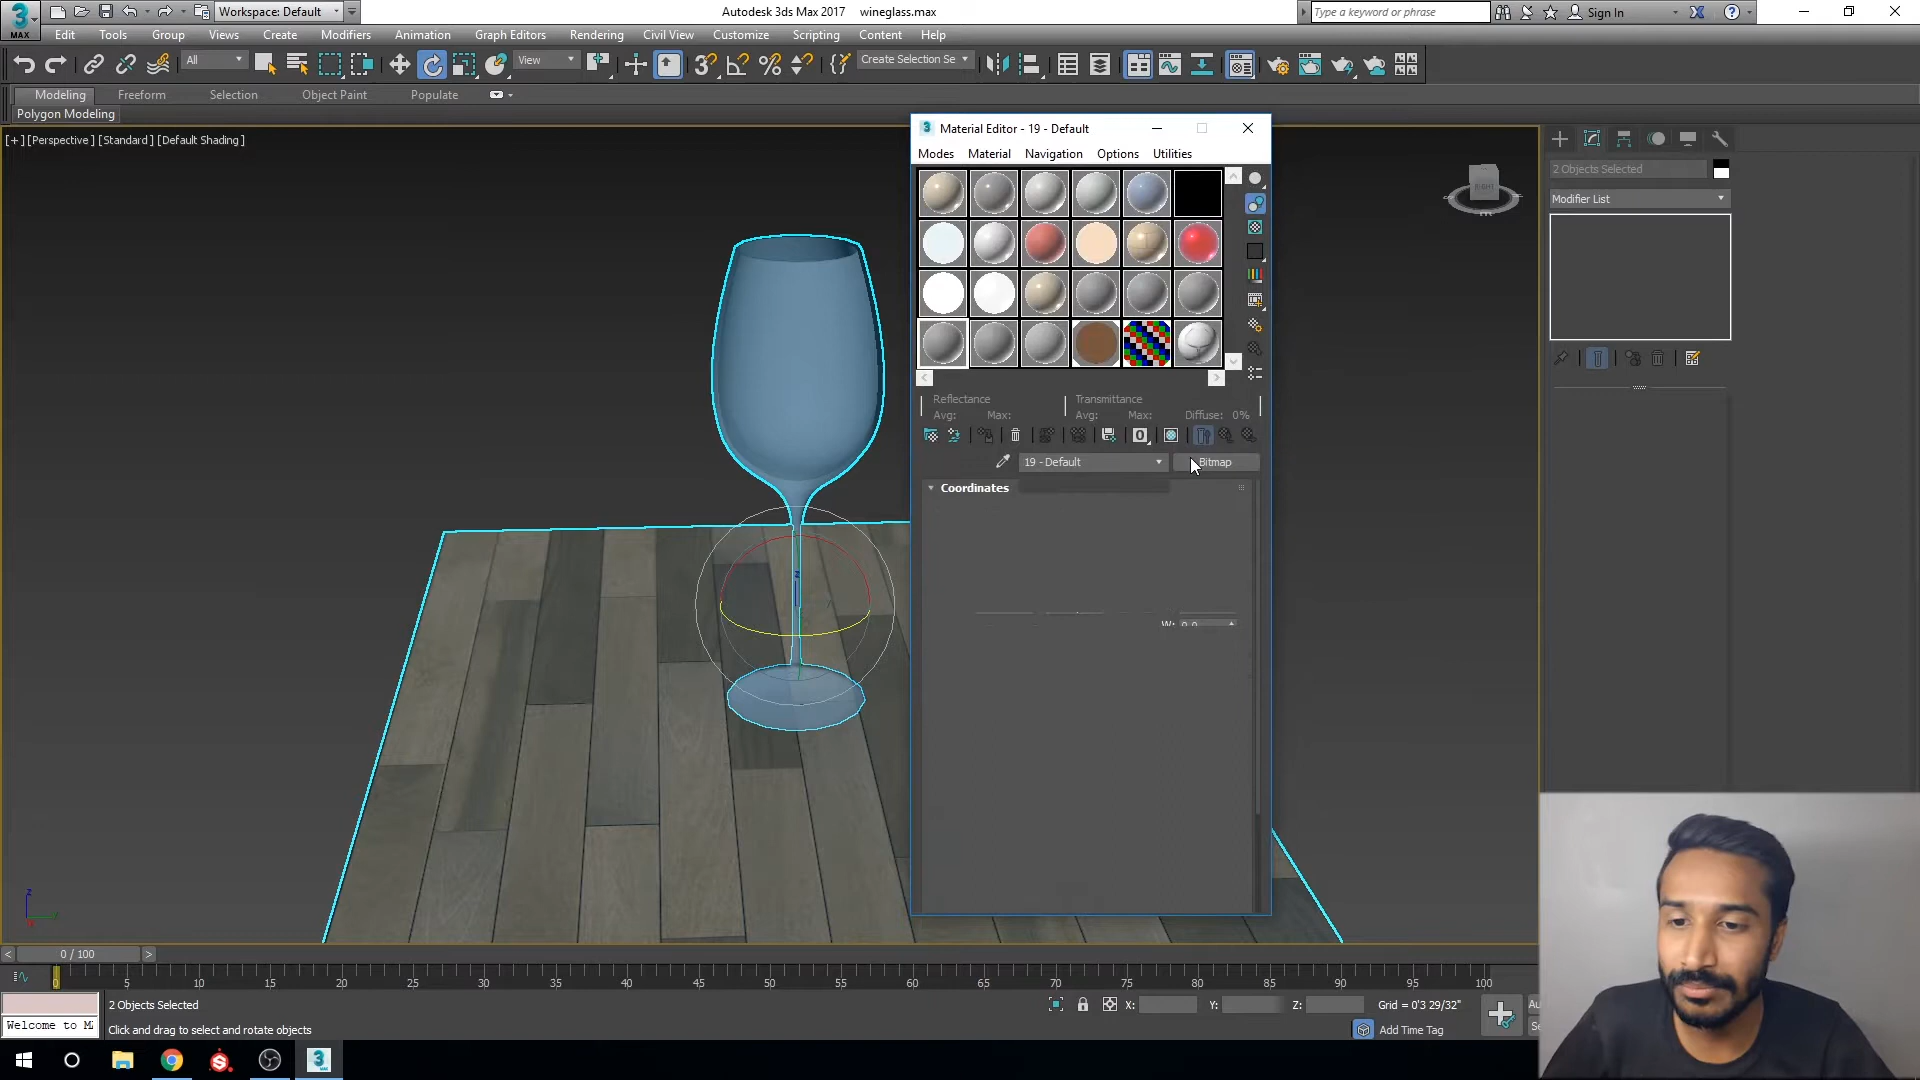 Workspace: Default
Autodesk 3ds Max 2017 wineglass.max
Type a keyword or phrase
Sign In
MAX
Edit Tools Group Views Create Modifiers Animation Graph Editors Rendering Civil View Customize Scripting Content Help
All
View
Create Selection Se
Modeling Freeform Selection Object Paint Populate
Polygon Modeling
[+] [Perspective] [Standard] [Default Shading]
RIGHT
Material Editor - 19 - Default
Modes Material Navigation Options Utilities
Reflectance
Avg: Max:
Transmittance
Avg: Max: Diffuse: 0%
19 - Default
Bitmap
Coordinates
W: 0.0
2 Objects Selected
Modifier List
z
0 / 100
0 5 10 15 20 25 30 35 40 45 50 55 60 65 70 75 80 85 90 95 100
2 Objects Selected
X: Y: Z: Grid = 0'3 29/32"
Welcome to M
Click and drag to select and rotate objects
Add Time Tag
3
MAX